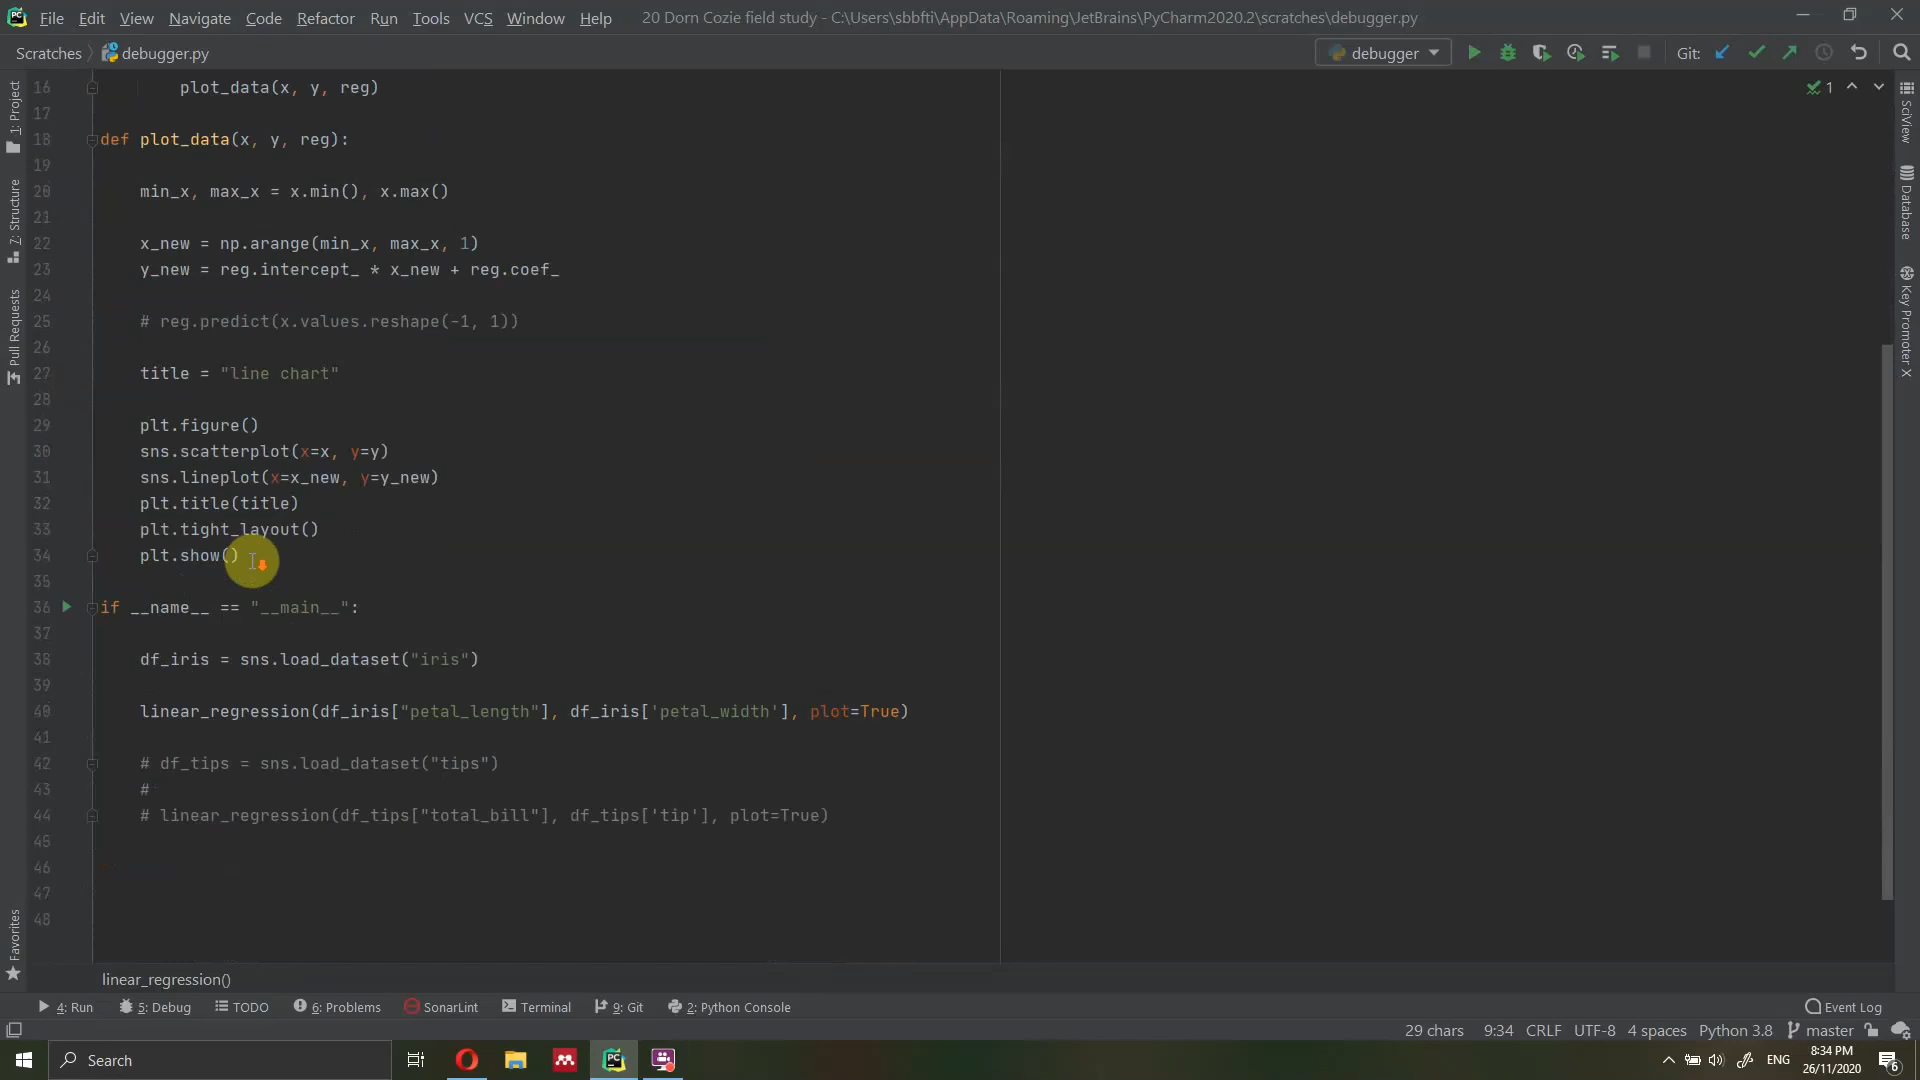 File Edit View Navigate Code Refactor Run Tools VCS Window Help 20 Dorn Cozie field study - C:\Users\sbbfti\AppData\Roaming\JetBrains\PyCharm2020.2\scratches\debugger.py
Scratches debugger.py debugger Git:
1: Project
Z: Structure
Pull Requests
Favorites
16 plot_data(x, y, reg)
17
18 def plot_data(x, y, reg):
19
20 min_x, max_x = x.min(), x.max()
21
22 x_new = np.arange(min_x, max_x, 1)
23 y_new = reg.intercept_ * x_new + reg.coef_
24
25 # reg.predict(x.values.reshape(-1, 1))
26
27 title = "line chart"
28
29 plt.figure()
30 sns.scatterplot(x=x, y=y)
31 sns.lineplot(x=x_new, y=y_new)
32 plt.title(title)
33 plt.tight_layout()
34 plt.show()
35
36 if __name__ == "__main__":
37
38 df_iris = sns.load_dataset("iris")
39
40 linear_regression(df_iris["petal_length"], df_iris['petal_width'], plot=True)
41
42 # df_tips = sns.load_dataset("tips")
43 #
44 # linear_regression(df_tips["total_bill"], df_tips['tip'], plot=True)
45
46
47
48
1
SciView
Database
Key Promoter X
linear_regression()
4: Run 5: Debug TODO 6: Problems SonarLint Terminal 9: Git 2: Python Console Event Log
29 chars 9:34 CRLF UTF-8 4 spaces Python 3.8 master
Search ENG 8:34 PM
26/11/2020 6